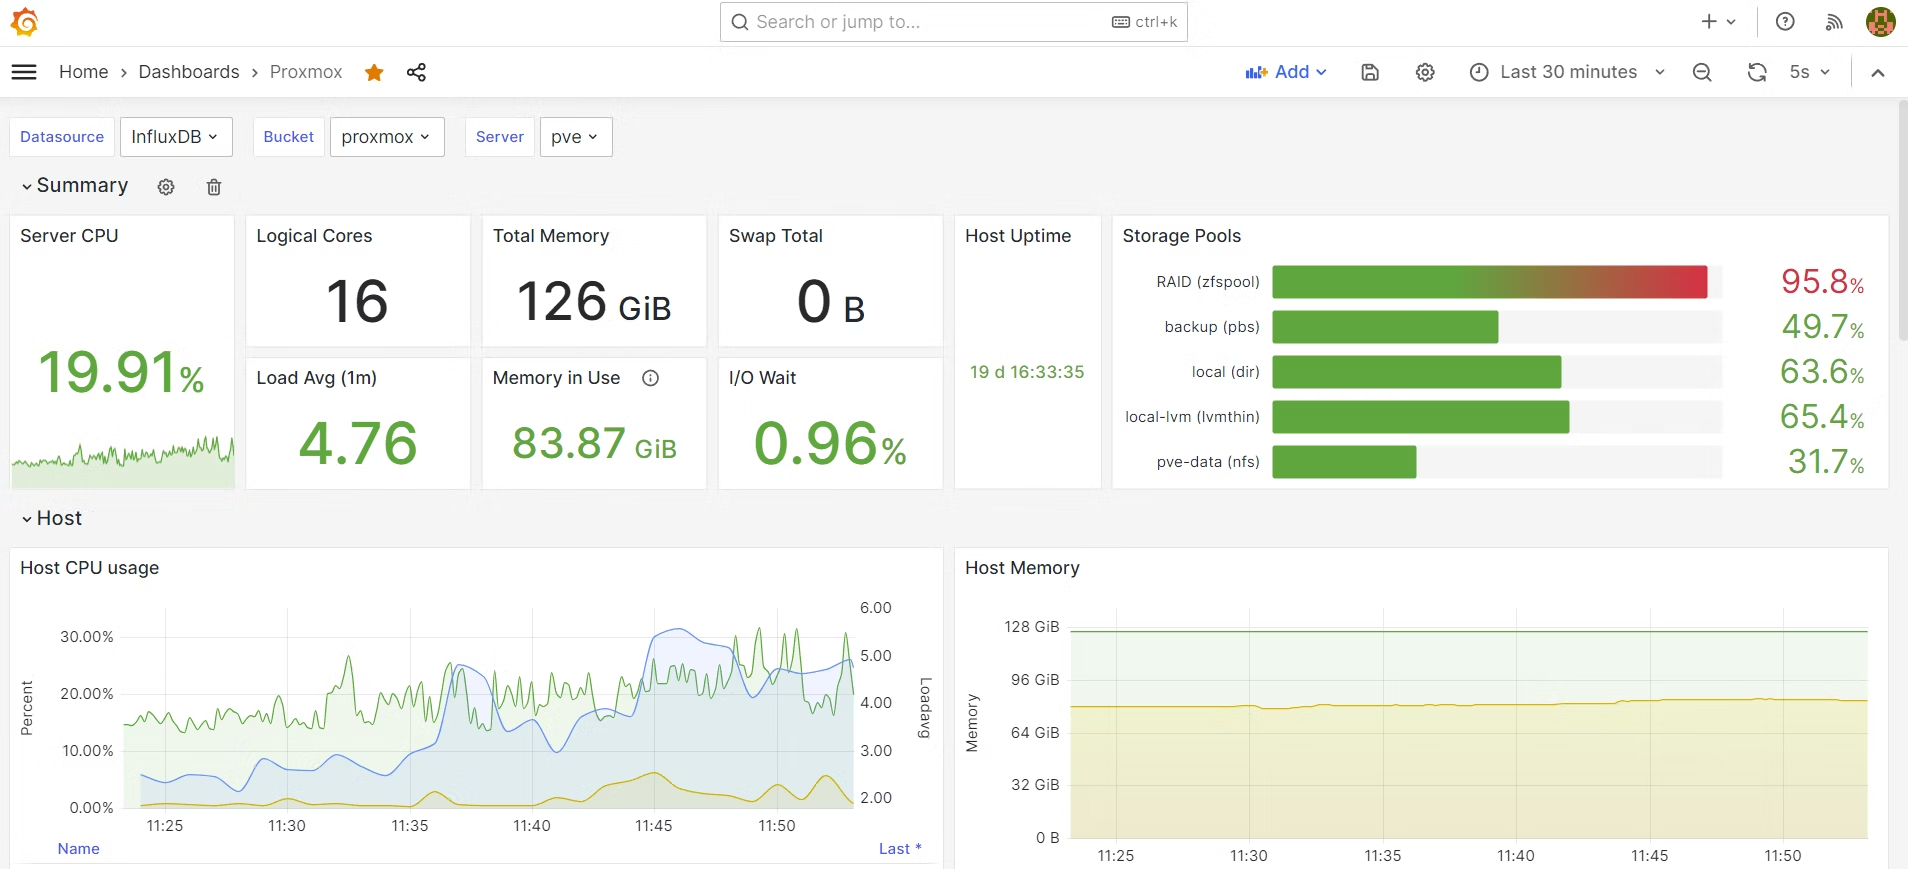 Search or jump to... ctrl+k
Home › Dashboards › Proxmox Add Last 30 minutes 5s
Datasource InfluxDB Bucket proxmox Server pve
Summary
Server CPU
19.91%
Logical Cores
16
Total Memory
126 GiB
Swap Total
0 B
Load Avg (1m)
4.76
Memory in Use
83.87 GiB
I/O Wait
0.96%
Host Uptime
19 d 16:33:35
Storage Pools
RAID (zfspool) 95.8%
backup (pbs) 49.7%
local (dir) 63.6%
local-lvm (lvmthin) 65.4%
pve-data (nfs) 31.7%
Host
Host CPU usage
Percent
30.00%
20.00%
10.00%
0.00%
6.00
5.00
4.00
3.00
2.00
Loadavg
11:25 11:30 11:35 11:40 11:45 11:50
Name Last *
Host Memory
Memory
128 GiB
96 GiB
64 GiB
32 GiB
0 B
11:25 11:30 11:35 11:40 11:45 11:50